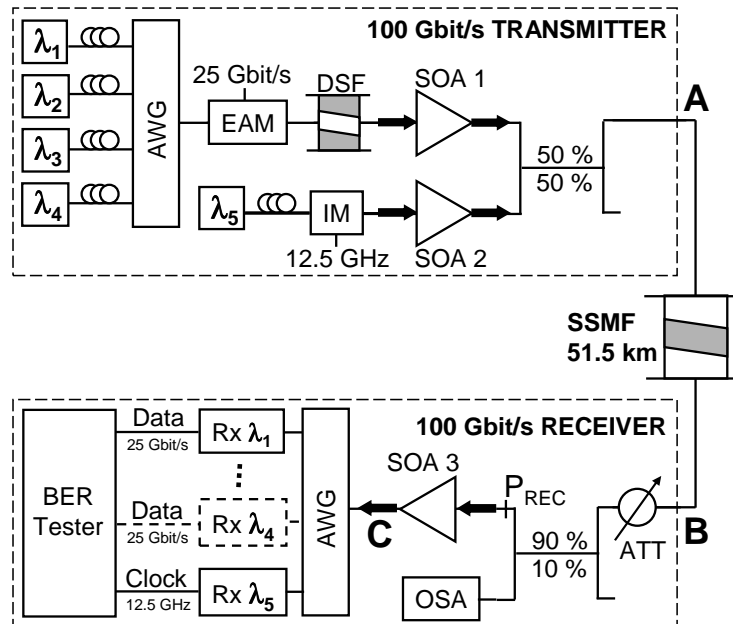 100 Gbit/s TRANSMITTER
λ1
λ2
λ3
λ4
AWG
25 Gbit/s
EAM
DSF
SOA 1
λ5
IM
12.5 GHz
SOA 2
50 %
50 %
A
SSMF
51.5 km
100 Gbit/s RECEIVER
BER
Tester
Data
25 Gbit/s
Rx λ1
Data
25 Gbit/s
Rx λ4
Clock
12.5 GHz
Rx λ5
AWG
C
SOA 3
PREC
OSA
90 %
10 %
ATT
B